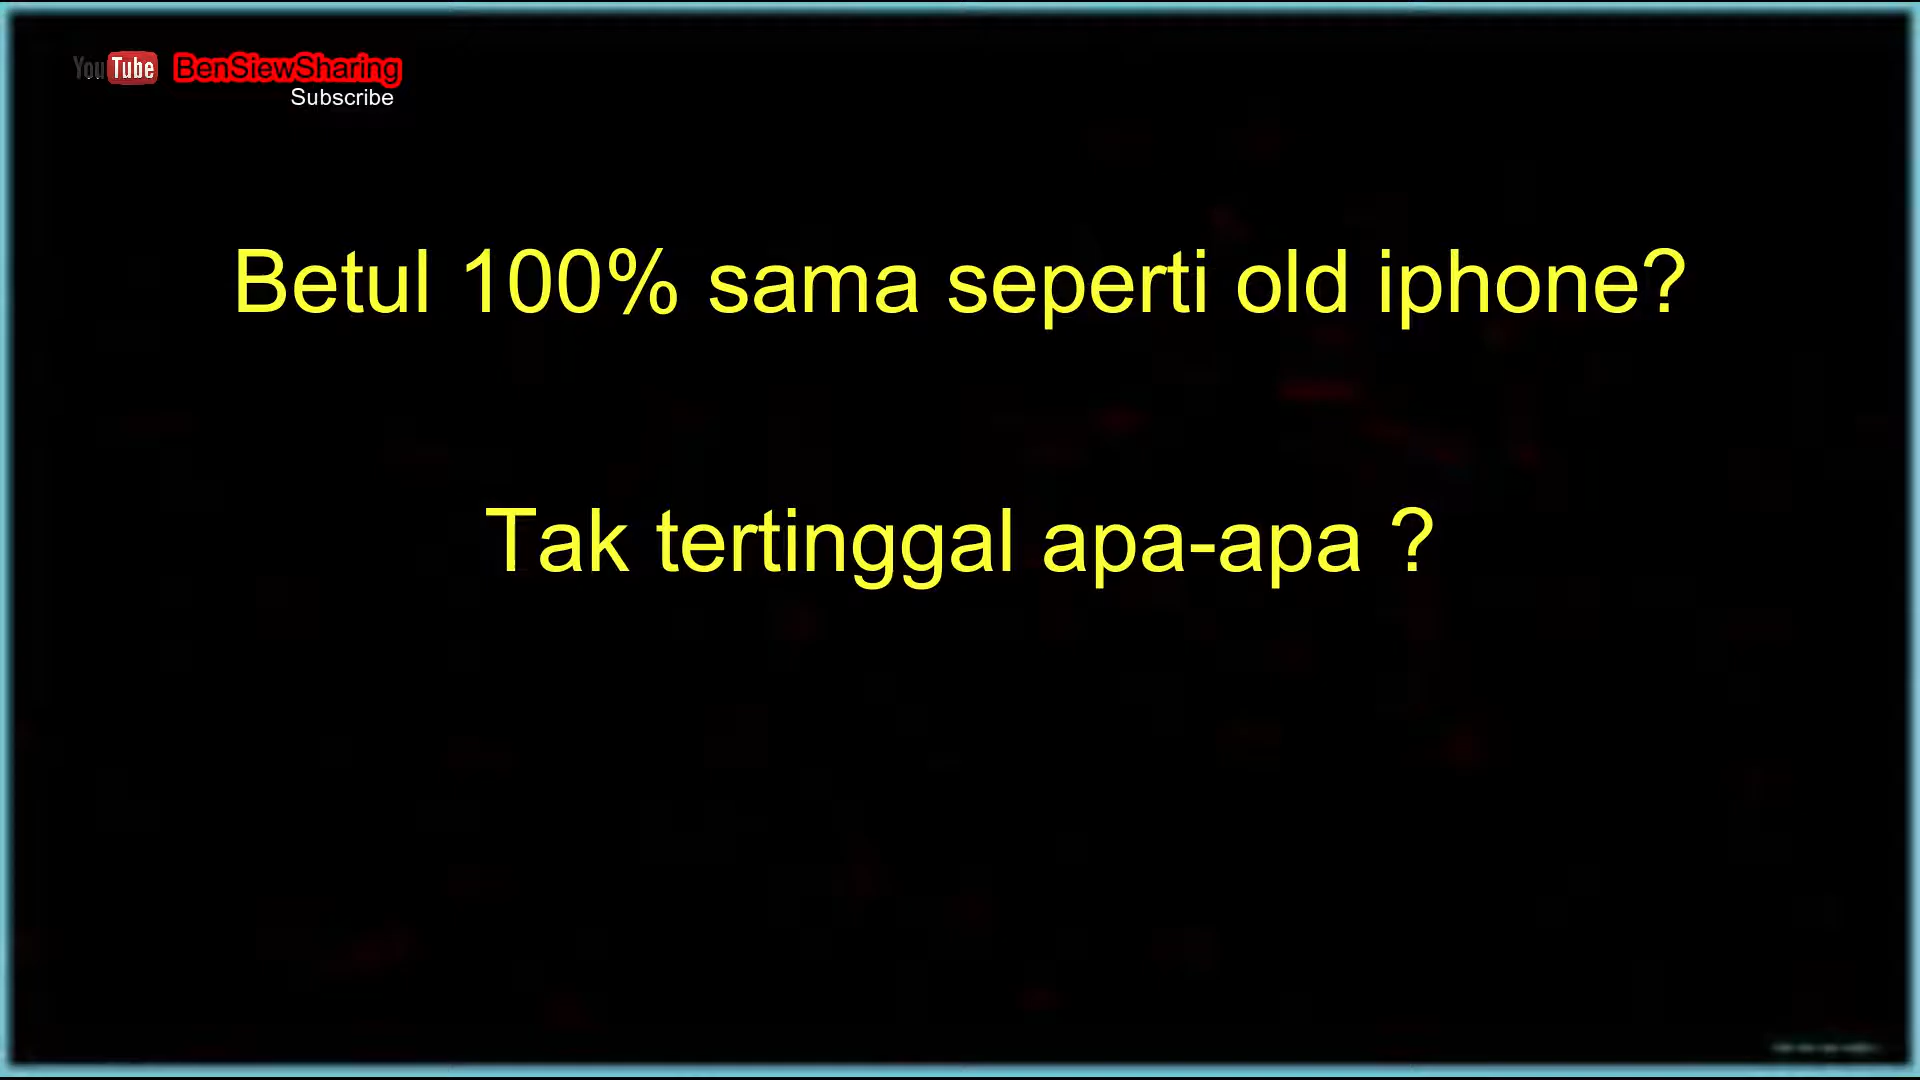 YouTube BenSiewSharing
Subscribe
Betul 100% sama seperti old iphone?
Tak tertinggal apa-apa ?